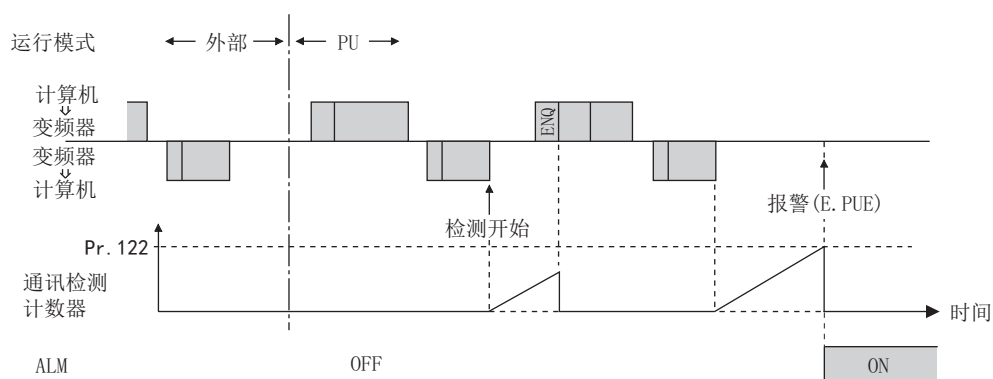 运行模式
外部
PU
计算机
⇩
变频器
变频器
⇩
计算机
ENQ
检测开始
报警(E.PUE)
Pr.122
通讯检测
计数器
时间
ALM
OFF
ON